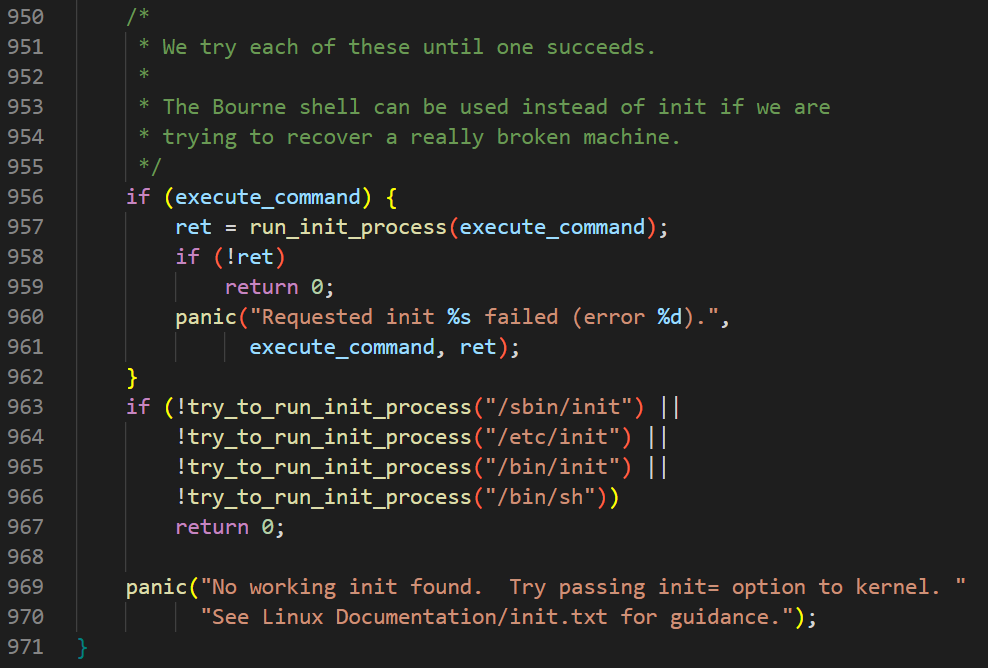 950     /*
951      * We try each of these until one succeeds.
952      *
953      * The Bourne shell can be used instead of init if we are
954      * trying to recover a really broken machine.
955      */
956     if (execute_command) {
957         ret = run_init_process(execute_command);
958         if (!ret)
959             return 0;
960         panic("Requested init %s failed (error %d).",
961               execute_command, ret);
962     }
963     if (!try_to_run_init_process("/sbin/init") ||
964         !try_to_run_init_process("/etc/init") ||
965         !try_to_run_init_process("/bin/init") ||
966         !try_to_run_init_process("/bin/sh"))
967         return 0;
968
969     panic("No working init found.  Try passing init= option to kernel. "
970           "See Linux Documentation/init.txt for guidance.");
971 }